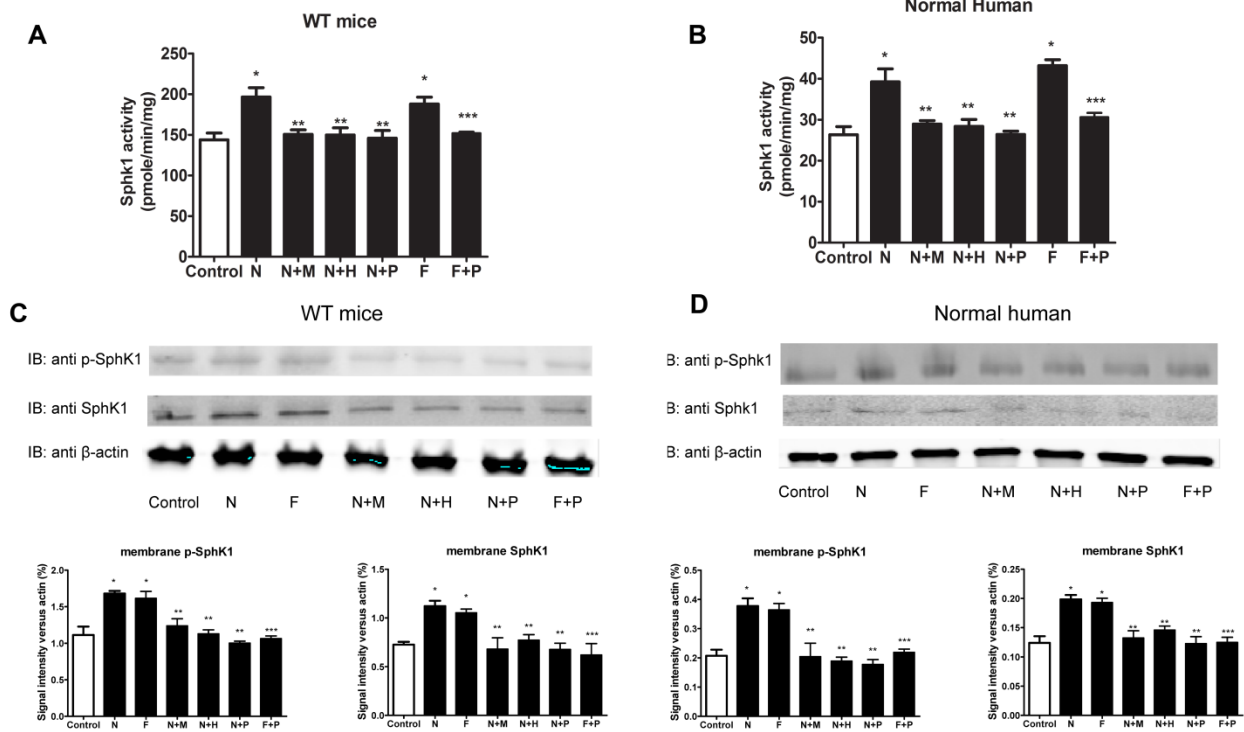 WT mice
A
Sphk1 activity
(pmole/min/mg)
250
200
150
100
50
0
*
**
**
**
*
***
Control N N+M N+H N+P F F+P
Normal Human
B
Sphk1 activity
(pmole/min/mg)
50
40
30
20
10
0
*
**
**
**
*
***
Control N N+M N+H N+P F F+P
C
WT mice
IB: anti p-SphK1
IB: anti SphK1
IB: anti β-actin
Control N F N+M N+H N+P F+P
D
Normal human
B: anti p-Sphk1
B: anti Sphk1
B: anti β-actin
Control N F N+M N+H N+P F+P
membrane p-SphK1
Signal intensity versus actin (%)
2.0
1.5
1.0
0.5
0.0
* * ** ** ** ***
Control N F N+M N+H N+P F+P
membrane SphK1
Signal intensity versus actin (%)
1.5
1.0
0.5
0.0
* * ** ** ** ***
Control N F N+M N+H N+P F+P
membrane p-SphK1
Signal intensity versus actin (%)
0.5
0.4
0.3
0.2
0.1
0.0
* * ** ** ** ***
Control N F N+M N+H N+P F+P
membrane SphK1
Signal intensity versus actin (%)
0.25
0.20
0.15
0.10
0.05
0.00
* * ** ** ** ***
Control N F N+M N+H N+P F+P